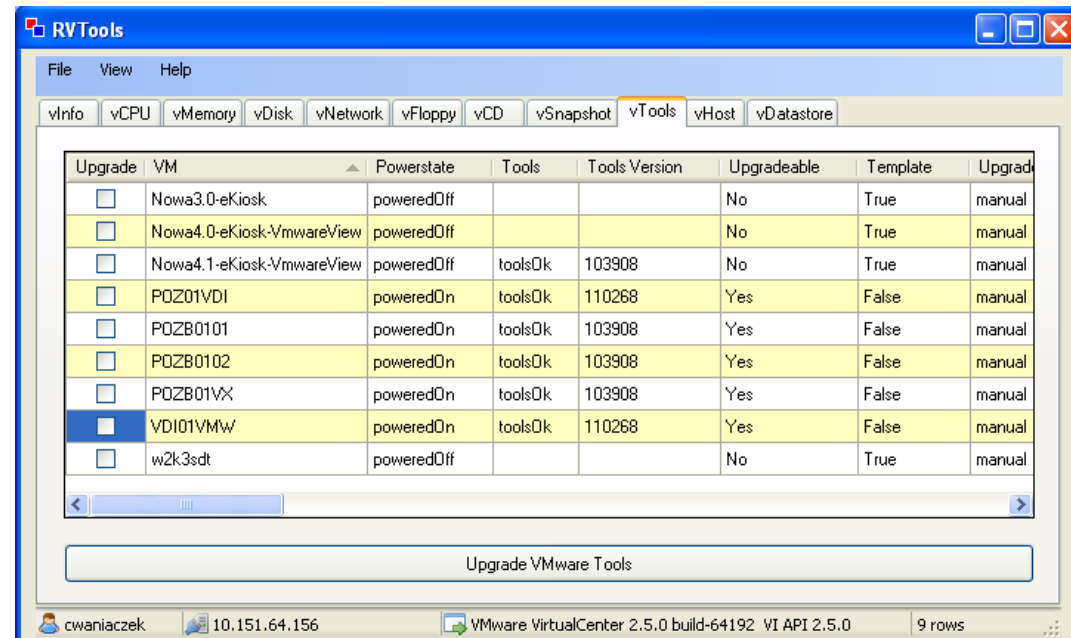 RVTools
File View Help
vInfo vCPU vMemory vDisk vNetwork vFloppy vCD vSnapshot vTools vHost vDatastore
Upgrade VM Powerstate Tools Tools Version Upgradeable Template Upgrade
Nowa3.0-eKiosk poweredOff No True manual
Nowa4.0-eKiosk-VmwareView poweredOff No True manual
Nowa4.1-eKiosk-VmwareView poweredOff toolsOk 103908 No True manual
POZ01VDI poweredOn toolsOk 110268 Yes False manual
POZB0101 poweredOn toolsOk 103908 Yes False manual
POZB0102 poweredOn toolsOk 103908 Yes False manual
POZB01VX poweredOn toolsOk 103908 Yes False manual
VDI01VMW poweredOn toolsOk 110268 Yes False manual
w2k3sdt poweredOff No True manual
Upgrade VMware Tools
cwaniaczek 10.151.64.156 VMware VirtualCenter 2.5.0 build-64192 VI API 2.5.0 9 rows